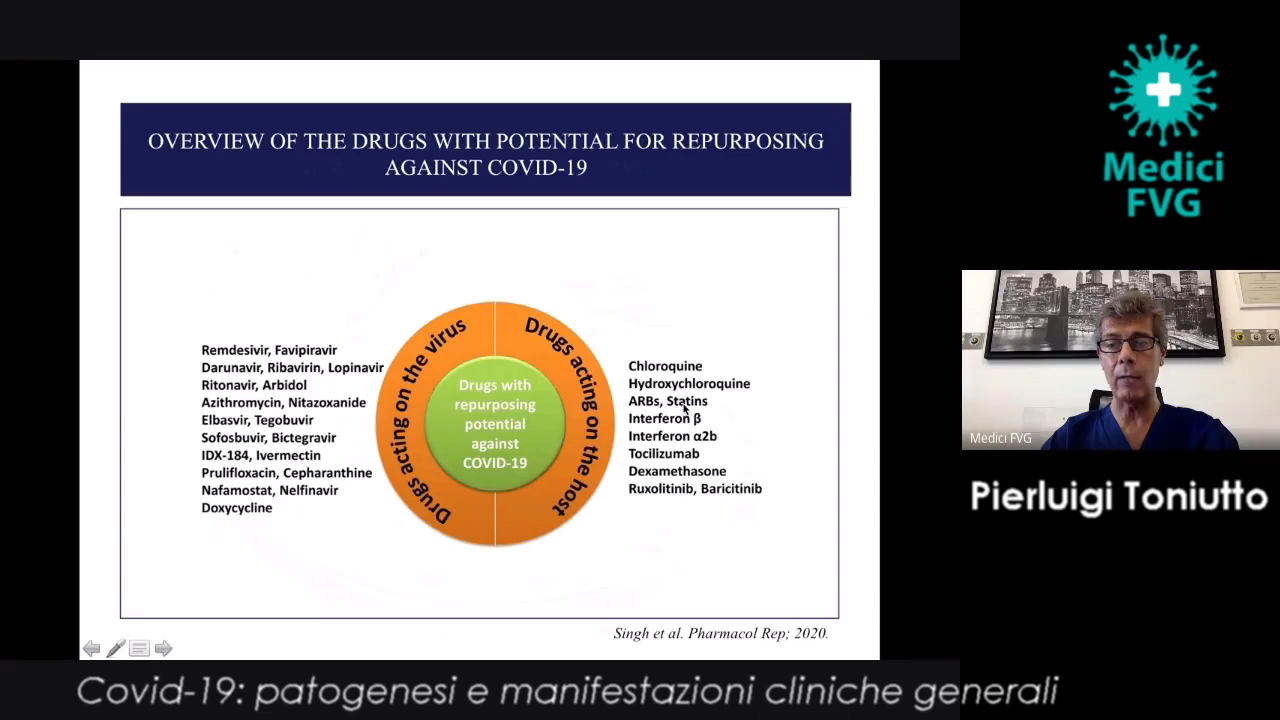 OVERVIEW OF THE DRUGS WITH POTENTIAL FOR REPURPOSING
AGAINST COVID-19
Remdesivir, Favipiravir
Darunavir, Ribavirin, Lopinavir
Ritonavir, Arbidol
Azithromycin, Nitazoxanide
Elbasvir, Tegobuvir
Sofosbuvir, Bictegravir
IDX-184, Ivermectin
Prulifloxacin, Cepharanthine
Nafamostat, Nelfinavir
Doxycycline
Drugs acting on the virus
Drugs with
repurposing
potential
against
COVID-19
Drugs acting on the host
Chloroquine
Hydroxychloroquine
ARBs, Statins
Interferon β
Interferon α2b
Tocilizumab
Dexamethasone
Ruxolitinib, Baricitinib
Singh et al. Pharmacol Rep; 2020.
Medici
FVG
Medici FVG
Pierluigi Toniutto
Covid-19: patogenesi e manifestazioni cliniche generali